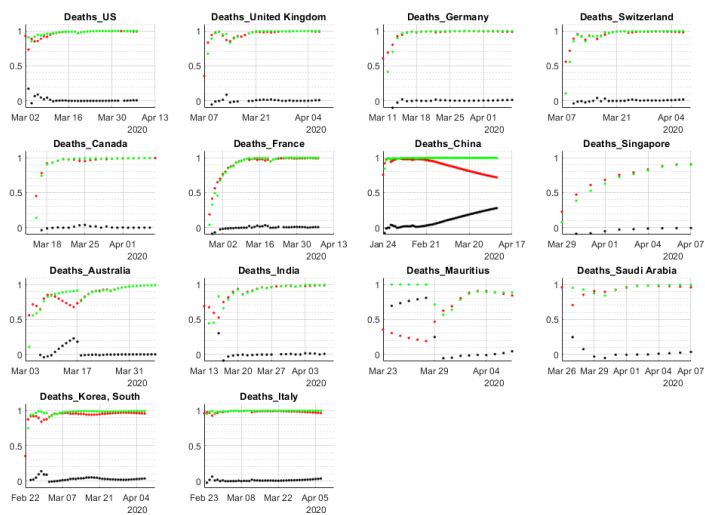 Deaths_US
1
0.5
0
Mar 02 Mar 16 Mar 30 Apr 13
2020
Deaths_United Kingdom
1
0.5
0
Mar 07 Mar 21 Apr 04
2020
Deaths_Germany
1
0.5
0
Mar 11 Mar 18 Mar 25 Apr 01
2020
Deaths_Switzerland
1
0.5
0
Mar 07 Mar 21 Apr 04
2020
Deaths_Canada
1
0.5
0
Mar 18 Mar 25 Apr 01
2020
Deaths_France
1
0.5
0
Mar 02 Mar 16 Mar 30 Apr 13
2020
Deaths_China
1
0.5
0
Jan 24 Feb 21 Mar 20 Apr 17
2020
Deaths_Singapore
1
0.5
0
Mar 29 Apr 01 Apr 04 Apr 07
2020
Deaths_Australia
1
0.5
0
Mar 03 Mar 17 Mar 31
2020
Deaths_India
1
0.5
0
Mar 13 Mar 20 Mar 27 Apr 03
2020
Deaths_Mauritius
1
0.5
0
Mar 23 Mar 29 Apr 04
2020
Deaths_Saudi Arabia
1
0.5
0
Mar 26 Mar 29 Apr 01 Apr 04 Apr 07
2020
Deaths_Korea, South
1
0.5
0
Feb 22 Mar 07 Mar 21 Apr 04
2020
Deaths_Italy
1
0.5
0
Feb 23 Mar 08 Mar 22 Apr 05
2020